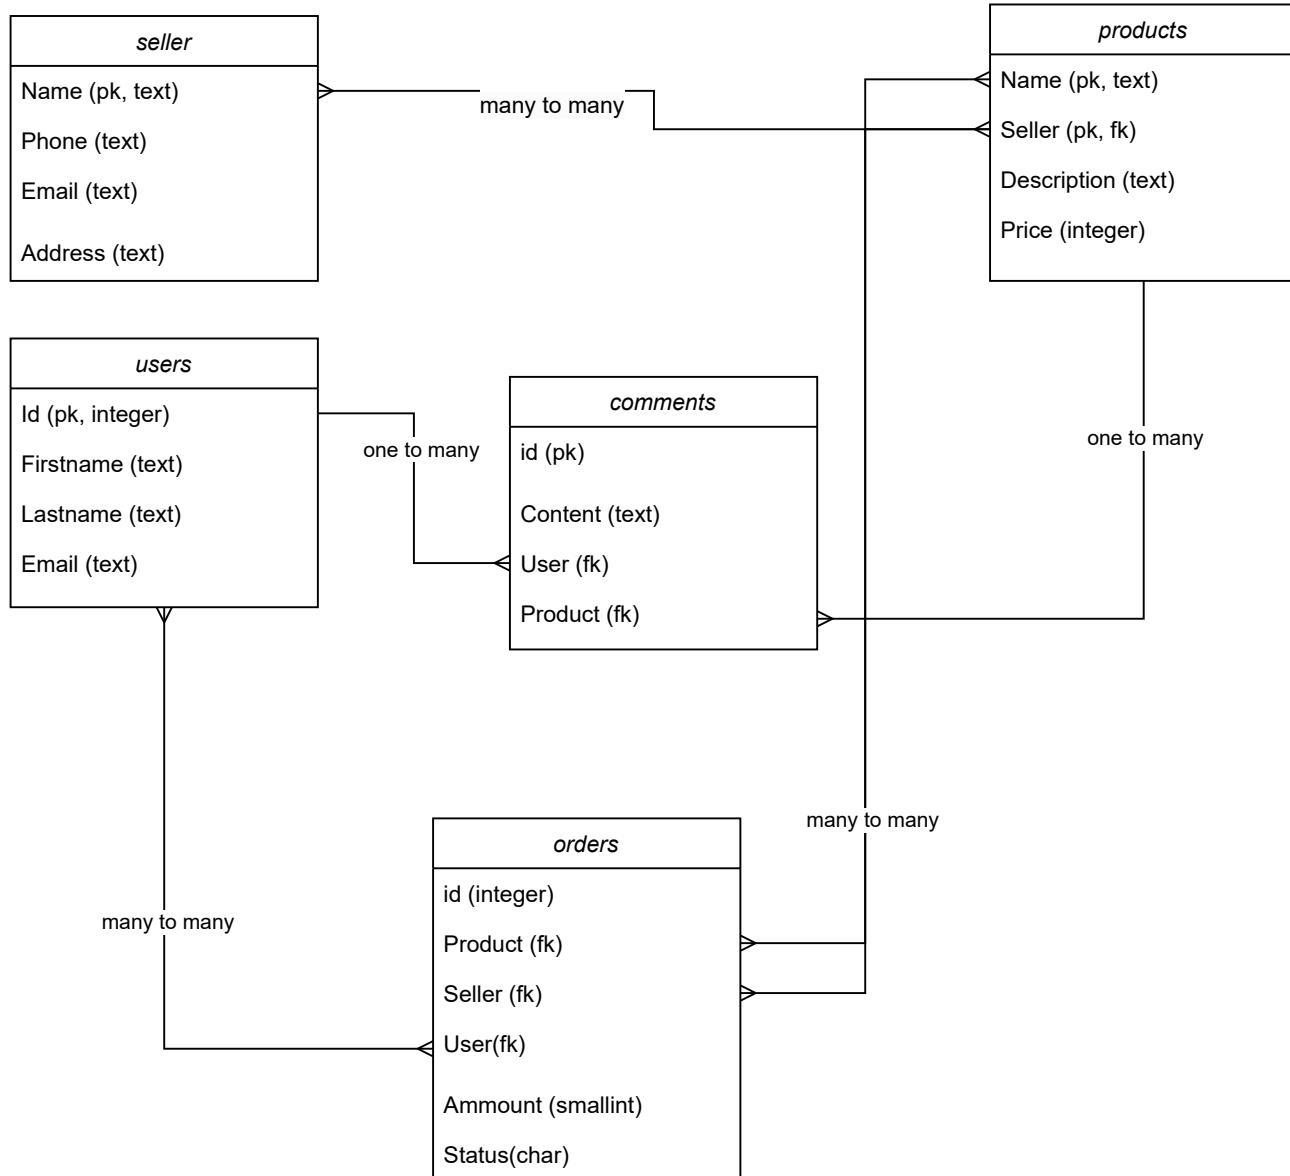 seller
Name (pk, text)
Phone (text)
Email (text)
Address (text)
many to many
products
Name (pk, text)
Seller (pk, fk)
Description (text)
Price (integer)
users
Id (pk, integer)
Firstname (text)
Lastname (text)
Email (text)
one to many
comments
id (pk)
Content (text)
User (fk)
Product (fk)
one to many
many to many
many to many
orders
id (integer)
Product (fk)
Seller (fk)
User(fk)
Ammount (smallint)
Status(char)